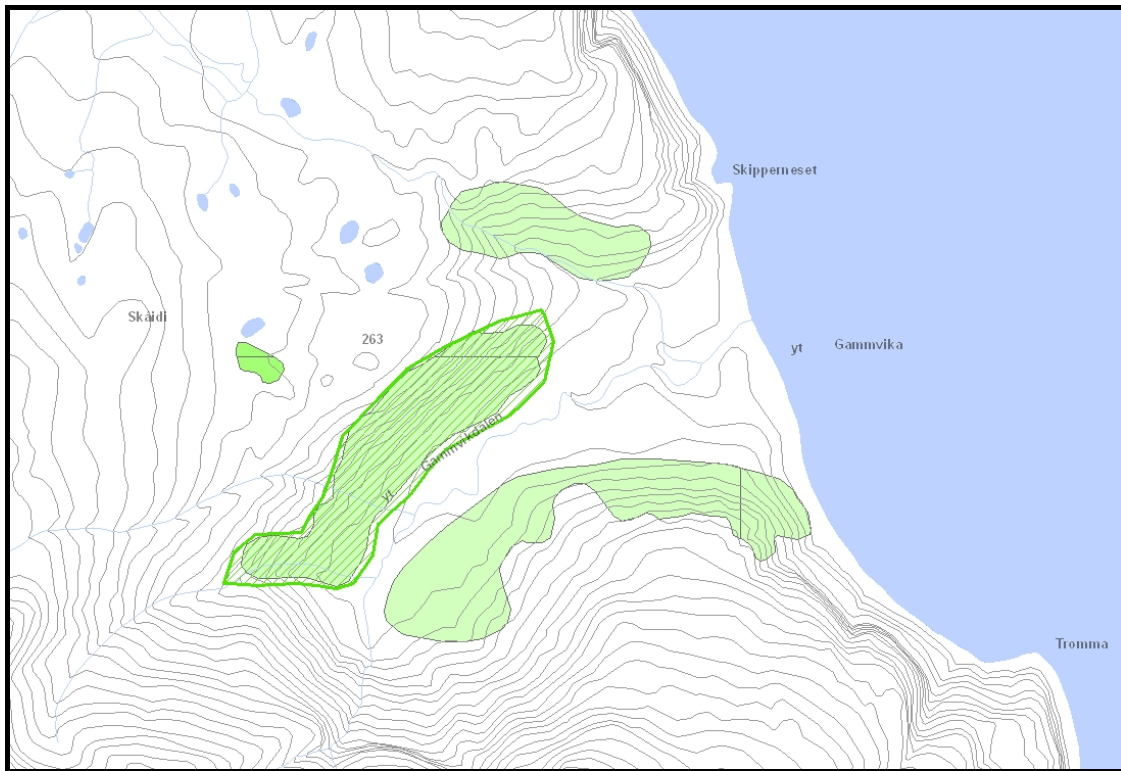 Skipperneset
Skáidi
263
yt
Gammvika
Gammvikdalen
yt
Tromma